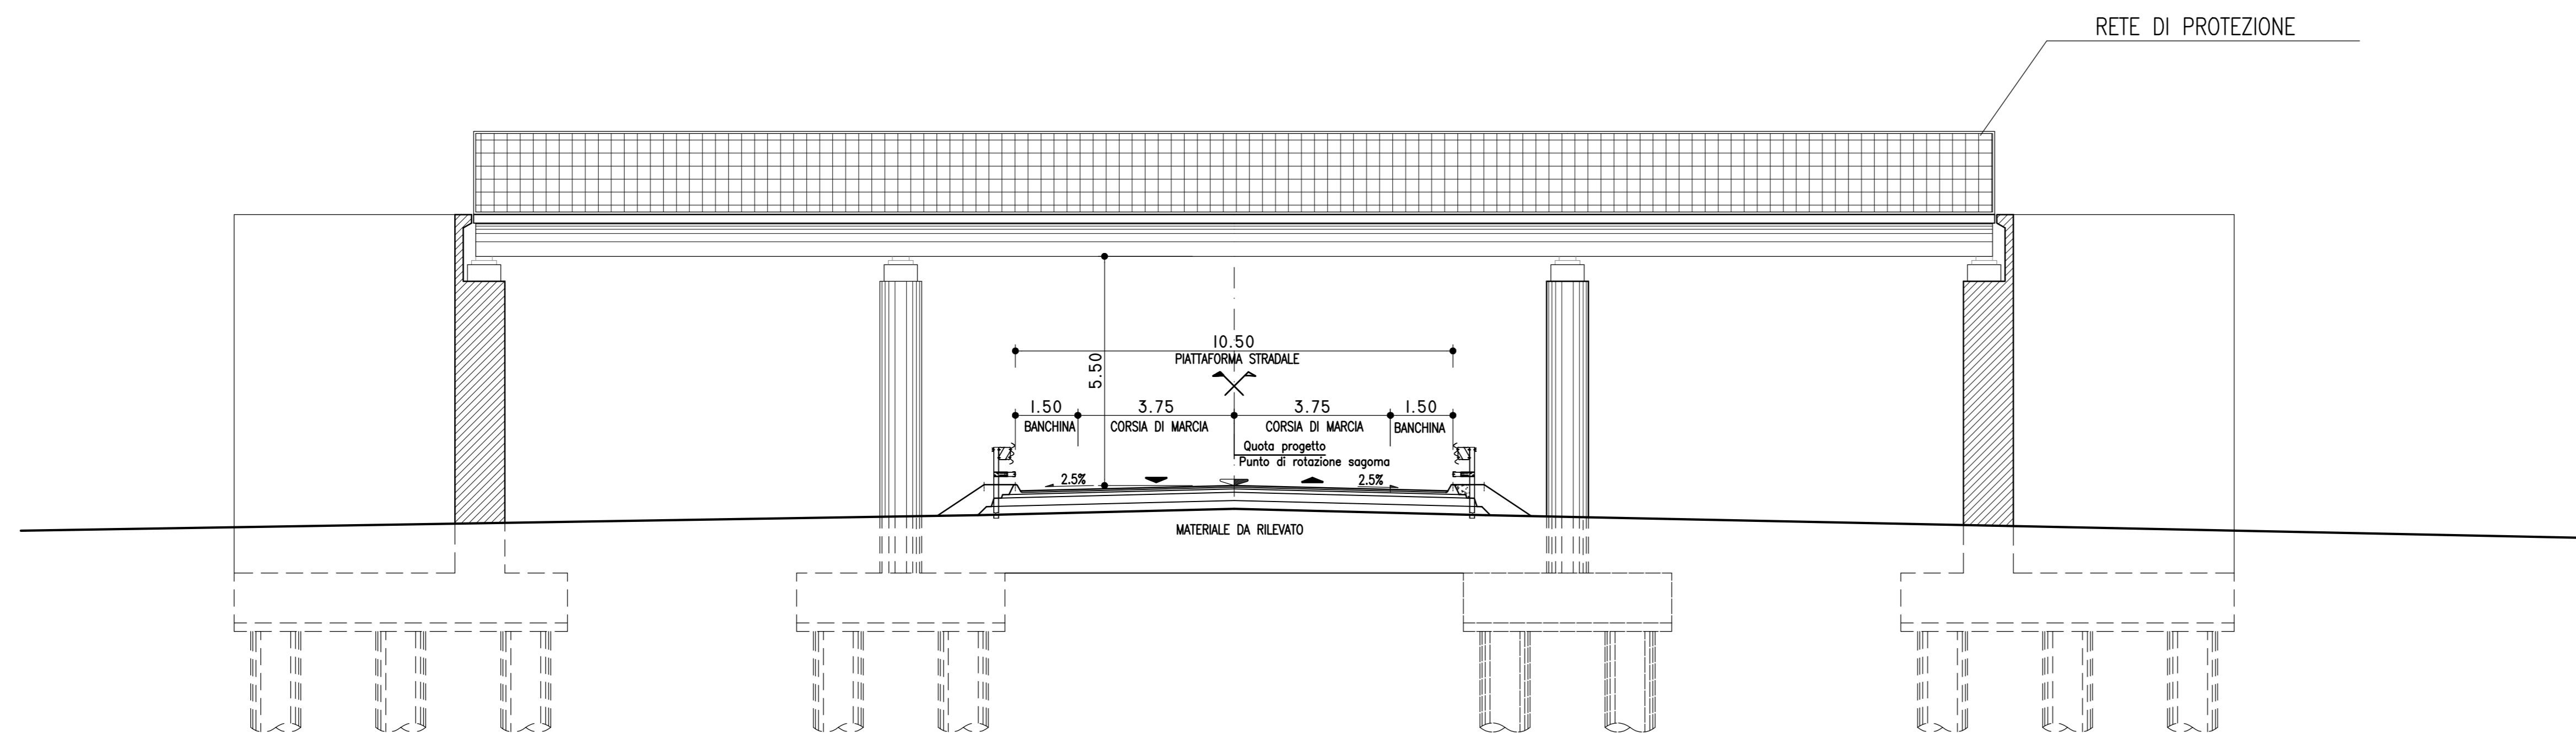 RETE DI PROTEZIONE
10.50
PIATTAFORMA STRADALE
5.50
1.50 3.75 3.75 1.50
BANCHINA CORSIA DI MARCIA CORSIA DI MARCIA BANCHINA
Quota progetto
Punto di rotazione sagoma
2.5% 2.5%
MATERIALE DA RILEVATO